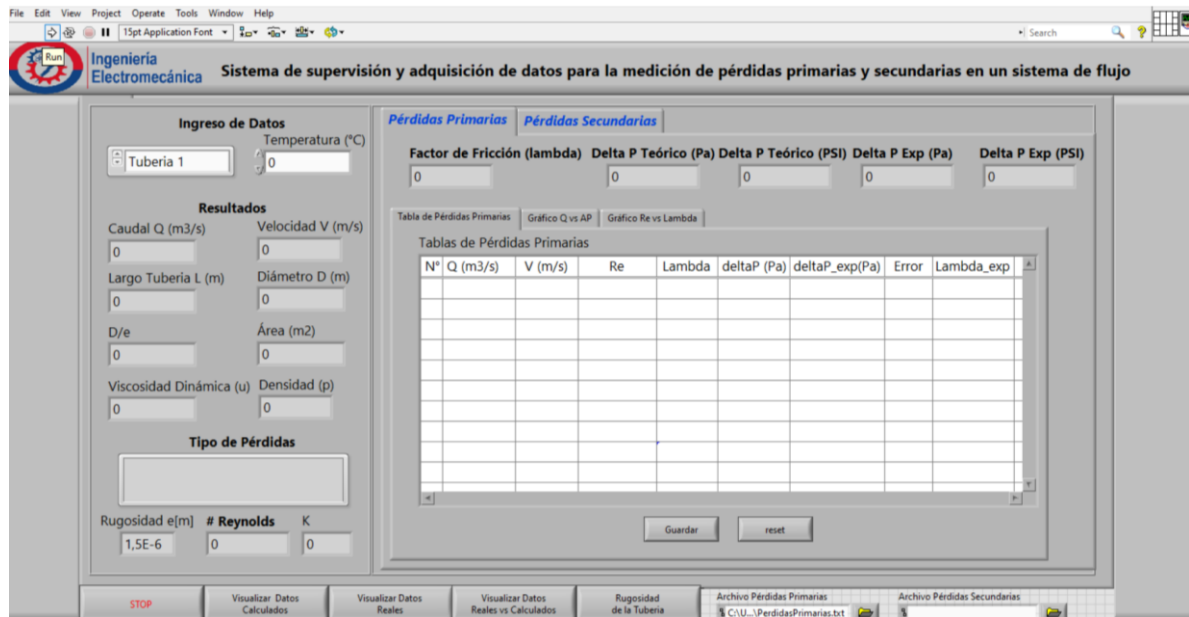 File Edit View Project Operate Tools Window Help
15pt Application Font
Search
Run
Ingeniería
Electromecánica
Sistema de supervisión y adquisición de datos para la medición de pérdidas primarias y secundarias en un sistema de flujo
Ingreso de Datos
Temperatura (°C)
Tuberia 1
0
Resultados
Caudal Q (m3/s) Velocidad V (m/s)
0 0
Largo Tuberia L (m) Diámetro D (m)
0 0
D/e Área (m2)
0 0
Viscosidad Dinámica (u) Densidad (p)
0 0
Tipo de Pérdidas
Rugosidad e[m] # Reynolds K
1,5E-6 0 0
Pérdidas Primarias Pérdidas Secundarias
Factor de Fricción (lambda) Delta P Teórico (Pa) Delta P Teórico (PSI) Delta P Exp (Pa) Delta P Exp (PSI)
0 0 0 0 0
Tabla de Pérdidas Primarias Gráfico Q vs AP Gráfico Re vs Lambda
Tablas de Pérdidas Primarias
N° Q (m3/s) V (m/s) Re Lambda deltaP (Pa) deltaP_exp(Pa) Error Lambda_exp
Guardar reset
STOP
Visualizar Datos
Calculados
Visualizar Datos
Reales
Visualizar Datos
Reales vs Calculados
Rugosidad
de la Tuberia
Archivo Pérdidas Primarias
C:\U...\PerdidasPrimarias.txt
Archivo Pérdidas Secundarias